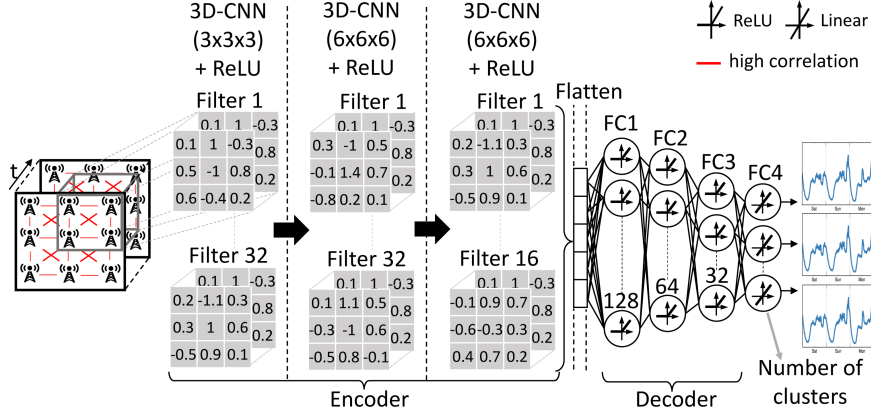 3D-CNN
(3x3x3)
+ ReLU
3D-CNN
(6x6x6)
+ ReLU
3D-CNN
(6x6x6)
+ ReLU
ReLU
Linear
high correlation
t
Filter 1
0.1 1 -0.3
0.1 1 -0.3
0.8
0.5 -1 0.8
0.2
0.6 -0.4 0.2
Filter 32
0.1 1 -0.3
0.2 -1.1 0.3
0.8
0.3 1 0.6
0.2
-0.5 0.9 0.1
Filter 1
0.1 1 -0.3
0.3 -1 0.5
0.8
-0.1 1.4 0.7
0.2
-0.8 0.2 0.1
Filter 32
0.1 1 -0.3
0.1 1.1 0.5
0.8
-0.3 -1 0.6
0.2
-0.5 0.8 -0.1
Filter 1
0.1 1 -0.3
0.2 -1.1 0.3
0.8
0.3 1 0.6
0.2
-0.5 0.9 0.1
Filter 16
0.1 1 -0.3
-0.1 0.9 0.7
0.8
-0.6 -0.3 0.3
0.2
0.4 0.7 0.2
Encoder
Flatten
FC1
128
FC2
64
FC3
32
FC4
Decoder
Number of
clusters
Sat Sun Mon
Sat Sun Mon
Sat Sun Mon